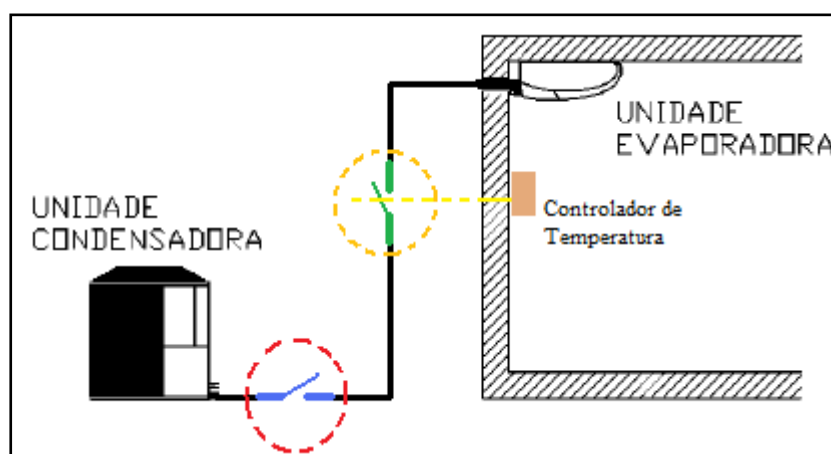 UNIDADE
EVAPORADORA
UNIDADE
CONDENSADORA
Controlador de
Temperatura